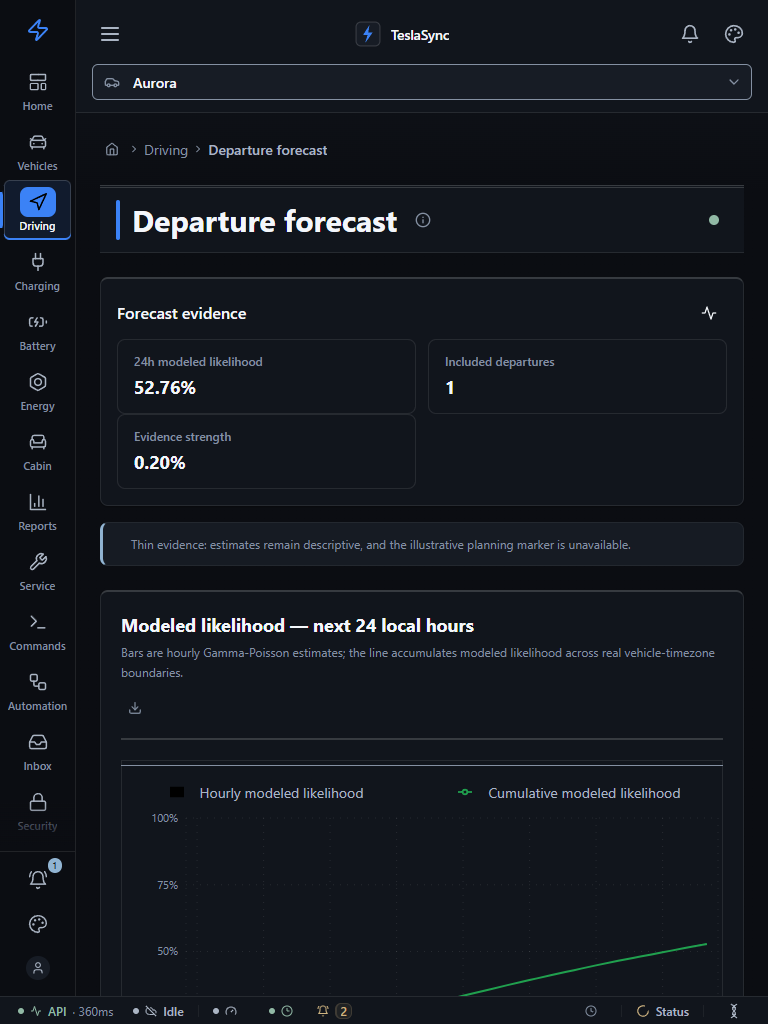 TeslaSync
Aurora
Home
Vehicles
Driving
Charging
Battery
Energy
Cabin
Reports
Service
Commands
Automation
Inbox
Security
1
Driving
Departure forecast
Departure forecast
Forecast evidence
24h modeled likelihood
52.76%
Included departures
1
Evidence strength
0.20%
Thin evidence: estimates remain descriptive, and the illustrative planning marker is unavailable.
Modeled likelihood — next 24 local hours
Bars are hourly Gamma-Poisson estimates; the line accumulates modeled likelihood across real vehicle-timezone
boundaries.
Hourly modeled likelihood
Cumulative modeled likelihood
100%
75%
50%
API · 360ms
Idle
2
Status